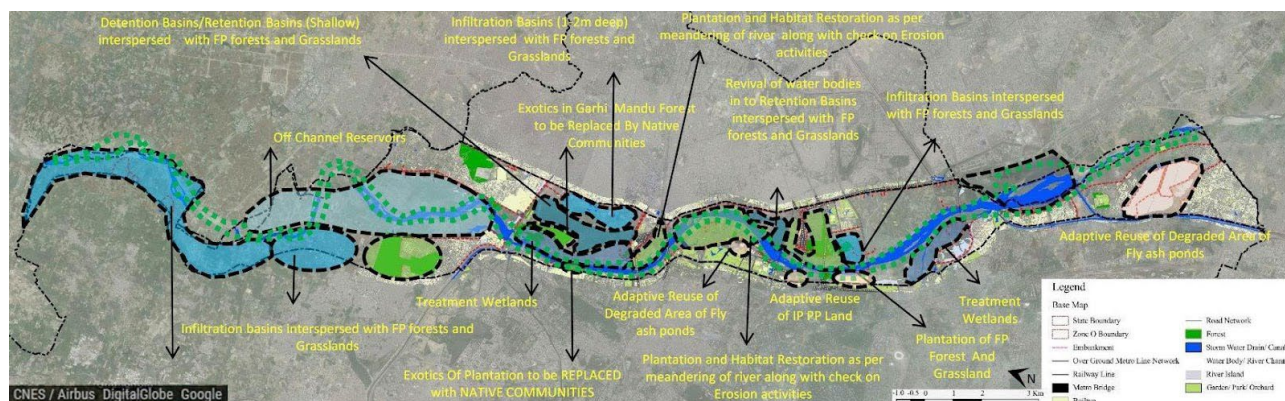 Detention Basins/Retention Basins (Shallow)
interspersed with FP forests and Grasslands
Infiltration Basins (1-2m deep)
interspersed with FP forests and
Grasslands
Plantation and Habitat Restoration as per
meandering of river along with check on Erosion
activities
Revival of water bodies
in to Retention Basins
interspersed with FP
forests and Grasslands
Infiltration Basins interspersed
with FP forests and Grasslands
Exotics in Garhi Mandu Forest
to be Replaced By Native
Communities
Off Channel Reservoirs
Adaptive Reuse of Degraded Area of
Fly ash ponds
Treatment Wetlands
Adaptive Reuse of
Degraded Area of Fly
ash ponds
Adaptive Reuse
of IP PP Land
Treatment
Wetlands
Infiltration basins interspersed with FP forests and
Grasslands
Plantation of FP
Forest And
Grassland
Plantation and Habitat Restoration as per
meandering of river along with check on
Erosion activities
Exotics Of Plantation to be REPLACED
with NATIVE COMMUNITIES
N
-1.0 -0.5 0 1 2 3 Km
CNES / Airbus DigitalGlobe Google
Legend
Base Map
State Boundary
Zone O Boundary
Embankment
Over Ground Metro Line Network
Railway Line
Metro Bridge
Road Network
Forest
Storm Water Drain/ Canal
Water Body/ River Chan
River Island
Garden/ Park/ Orchard